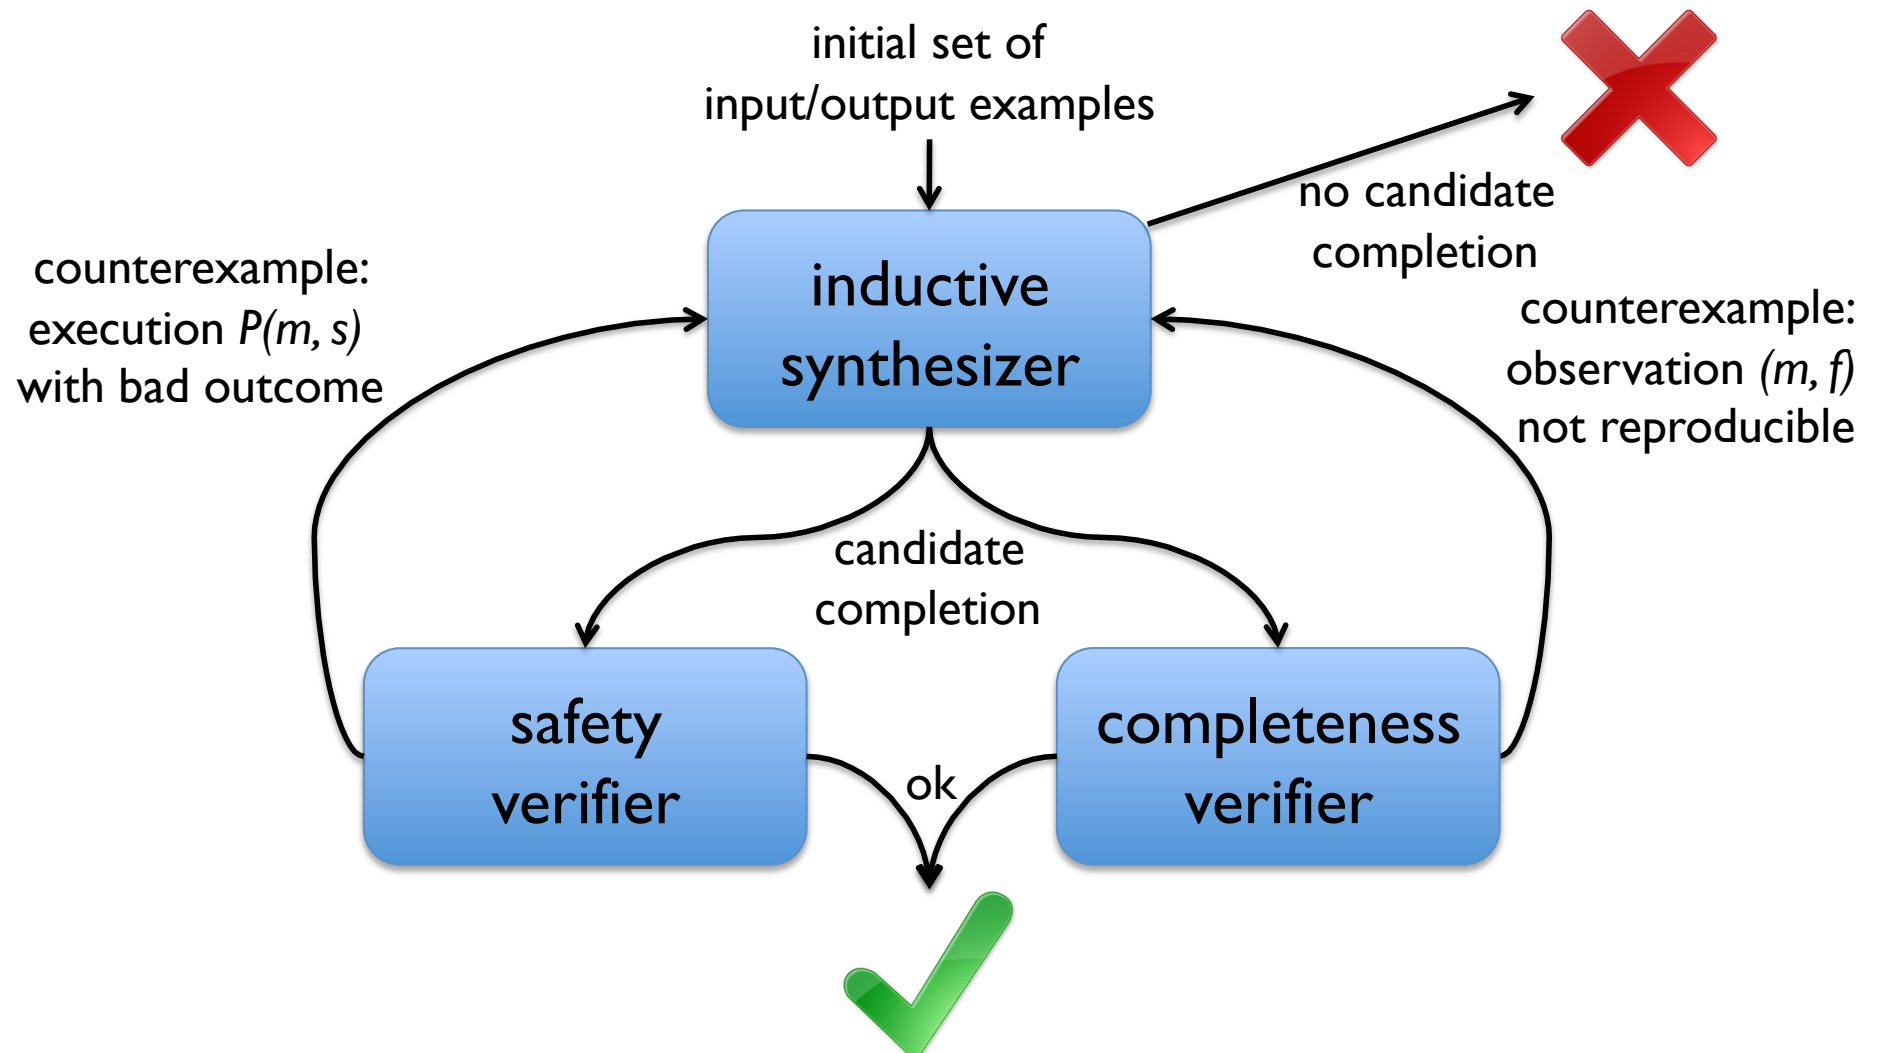 initial set of
input/output examples
no candidate
completion
counterexample:
execution P(m, s)
with bad outcome
inductive
synthesizer
counterexample:
observation (m, f)
not reproducible
candidate
completion
safety
verifier
ok
completeness
verifier